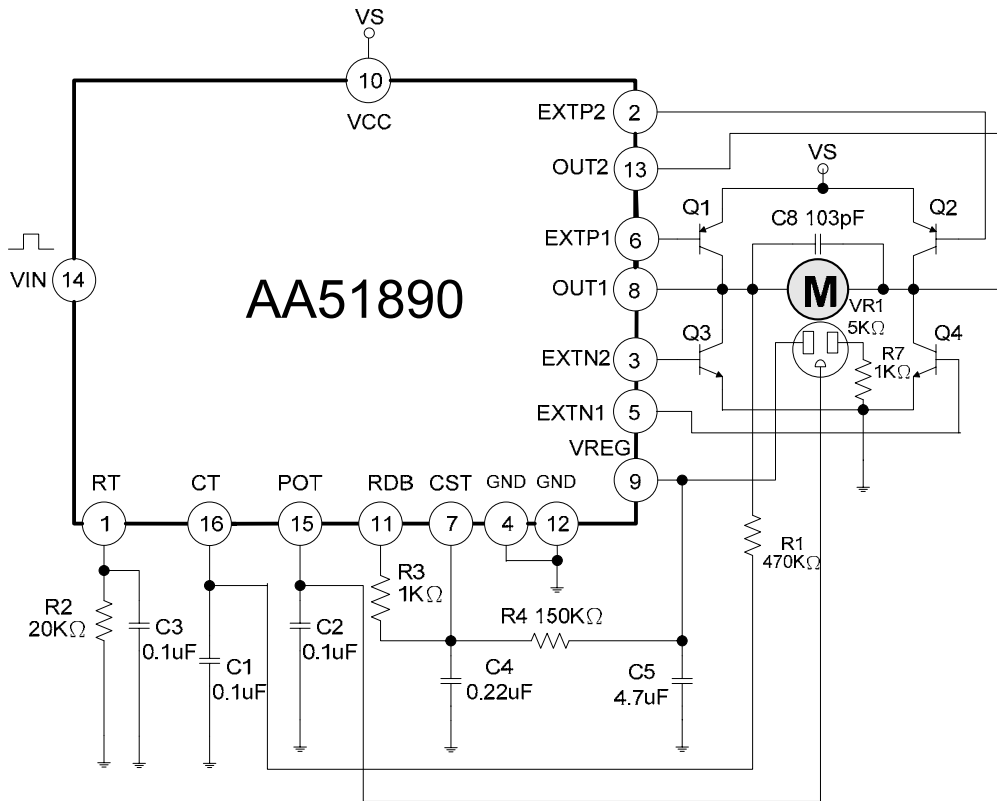 VS
10
VCC
EXTP2
2
OUT2
13
VS
Q1
Q2
C8 103pF
EXTP1
6
VIN
14
AA51890
OUT1
8
M
VR1
5KΩ
Q3
Q4
EXTN2
3
R7
1KΩ
EXTN1
5
VREG
9
RT
CT
POT
RDB
CST
GND
GND
1
16
15
11
7
4
12
R1
470KΩ
R3
1KΩ
R2
20KΩ
C3
0.1uF
C1
0.1uF
C2
0.1uF
R4 150KΩ
C4
0.22uF
C5
4.7uF